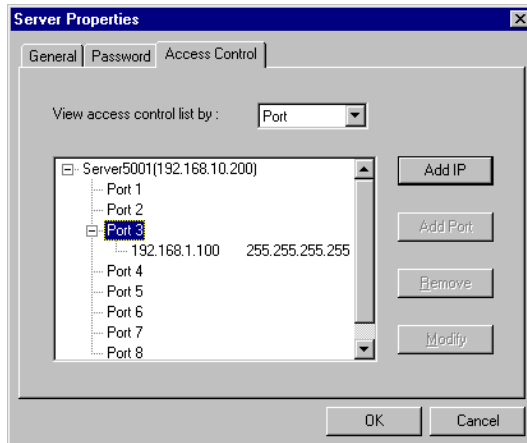 Server Properties
General Password Access Control
View access control list by : Port
Server5001(192.168.10.200)
Add IP
Port 1
Port 2
Add Port
Port 3
192.168.1.100 255.255.255.255
Port 4
Remove
Port 5
Port 6
Port 7
Modify
Port 8
OK Cancel